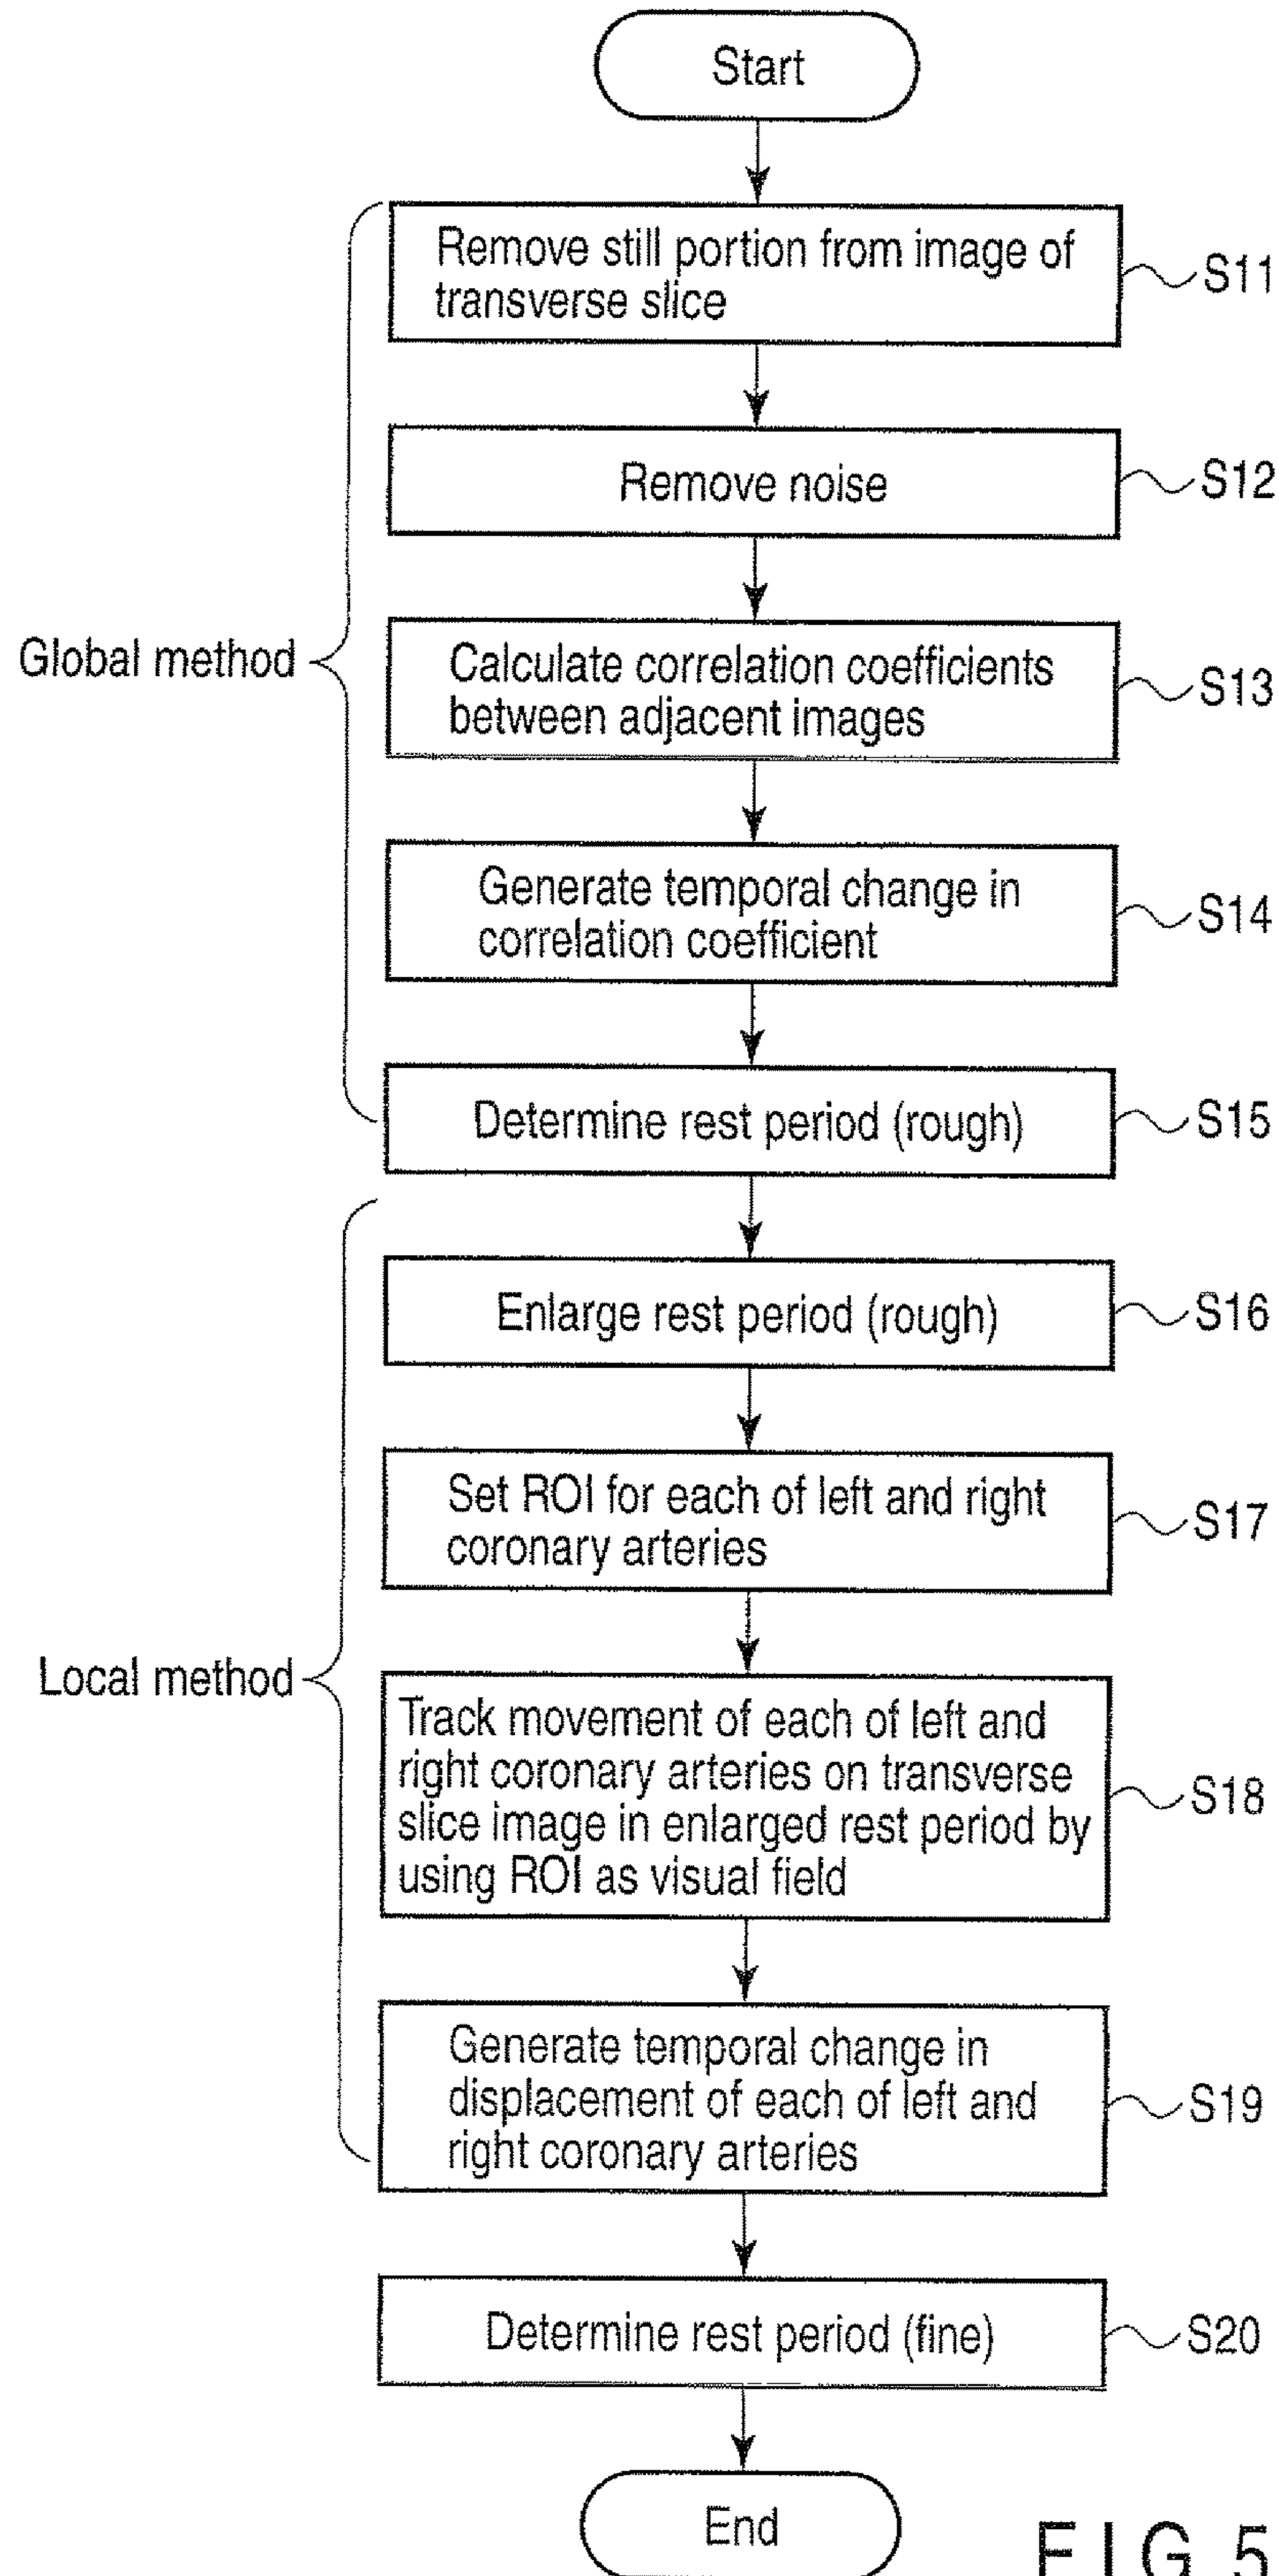 Start
Remove still portion from image of
transverse slice
S11
Remove noise
S12
Global method
Calculate correlation coefficients
between adjacent images
S13
Generate temporal change in
correlation coefficient
S14
Determine rest period (rough)
S15
Enlarge rest period (rough)
S16
Set ROI for each of left and right
coronary arteries
S17
Local method
Track movement of each of left and
right coronary arteries on transverse
slice image in enlarged rest period by
using ROI as visual field
S18
Generate temporal change in
displacement of each of left and
right coronary arteries
S19
Determine rest period (fine)
S20
End
FIG. 5